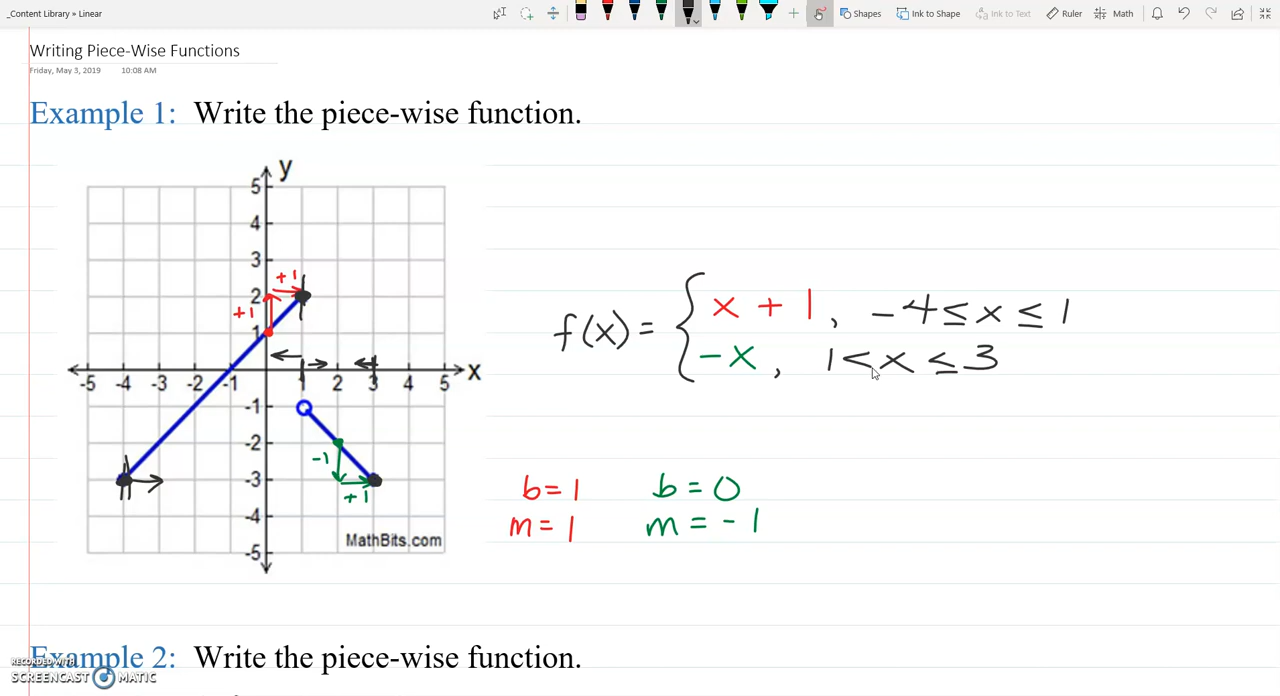 _Content Library » Linear
Shapes
Ink to Shape
Ink to Text
Ruler
Math
Writing Piece-Wise Functions
Friday, May 3, 2019 10:08 AM
Example 1: Write the piece-wise function.
y
5
4
3
2
1
+1
+1
-5 -4 -3 -2 -1 1 2 3 4 5 x
-1
-2
-3
-4
-5
-1
+1
MathBits.com
f(x) = { x + 1, -4 ≤ x ≤ 1
-x, 1 < x ≤ 3
b = 1 b = 0
m = 1 m = -1
Example 2: Write the piece-wise function.
RECORDED WITH
SCREENCAST MATIC